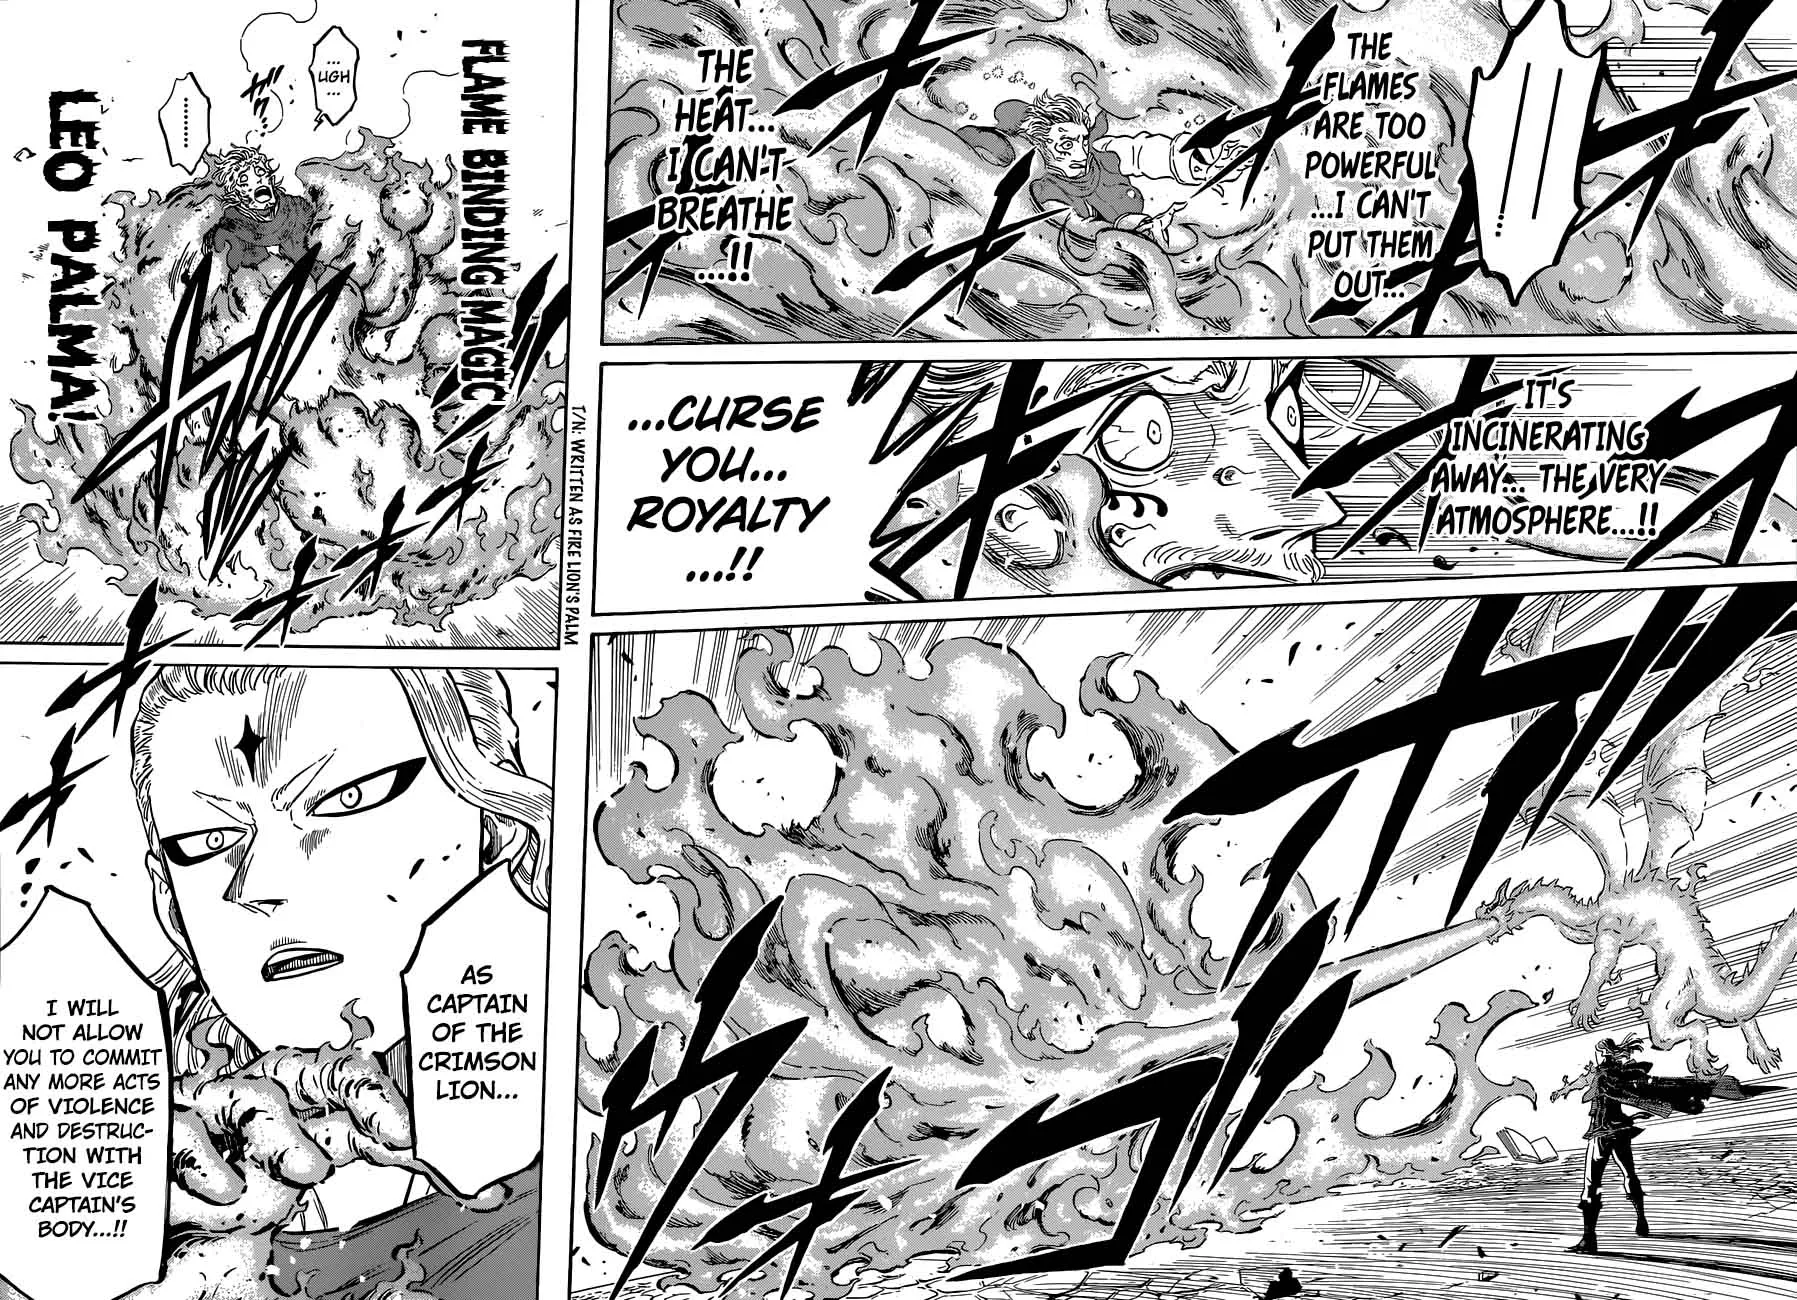 THE
FLAMES
ARE TOO
POWERFUL
...I CAN'T
PUT THEM
OUT...
THE
HEAT...
I CAN'T
BREATHE
...!!
IT'S
INCINERATING
AWAY... THE VERY
ATMOSPHERE...!!
...CURSE
YOU...
ROYALTY
...!!
FLAME BINDING MAGIC
LEO PALMA!
...
UGH
...
.........
T/N: WRITTEN AS FIRE LION'S PALM
AS
CAPTAIN
OF THE
CRIMSON
LION...
I WILL
NOT ALLOW
YOU TO COMMIT
ANY MORE ACTS
OF VIOLENCE
AND DESTRUC-
TION WITH
THE VICE
CAPTAIN'S
BODY...!!